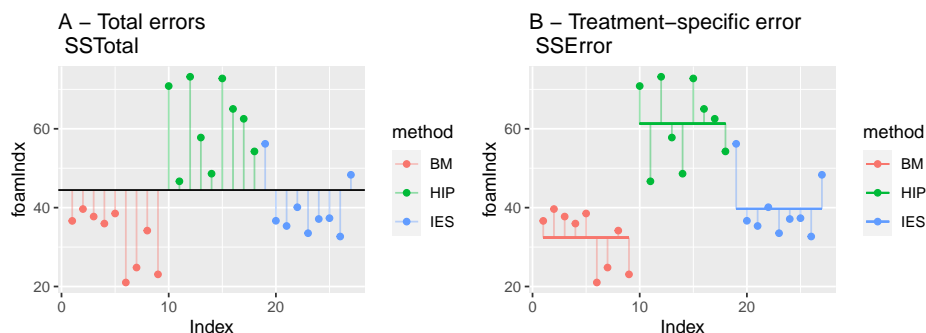 A – Total errors
SSTotal
foamIndx
60
40
20
0
10
20
Index
method
BM
HIP
IES
B – Treatment–specific error
SSError
foamIndx
60
40
20
0
10
20
Index
method
BM
HIP
IES